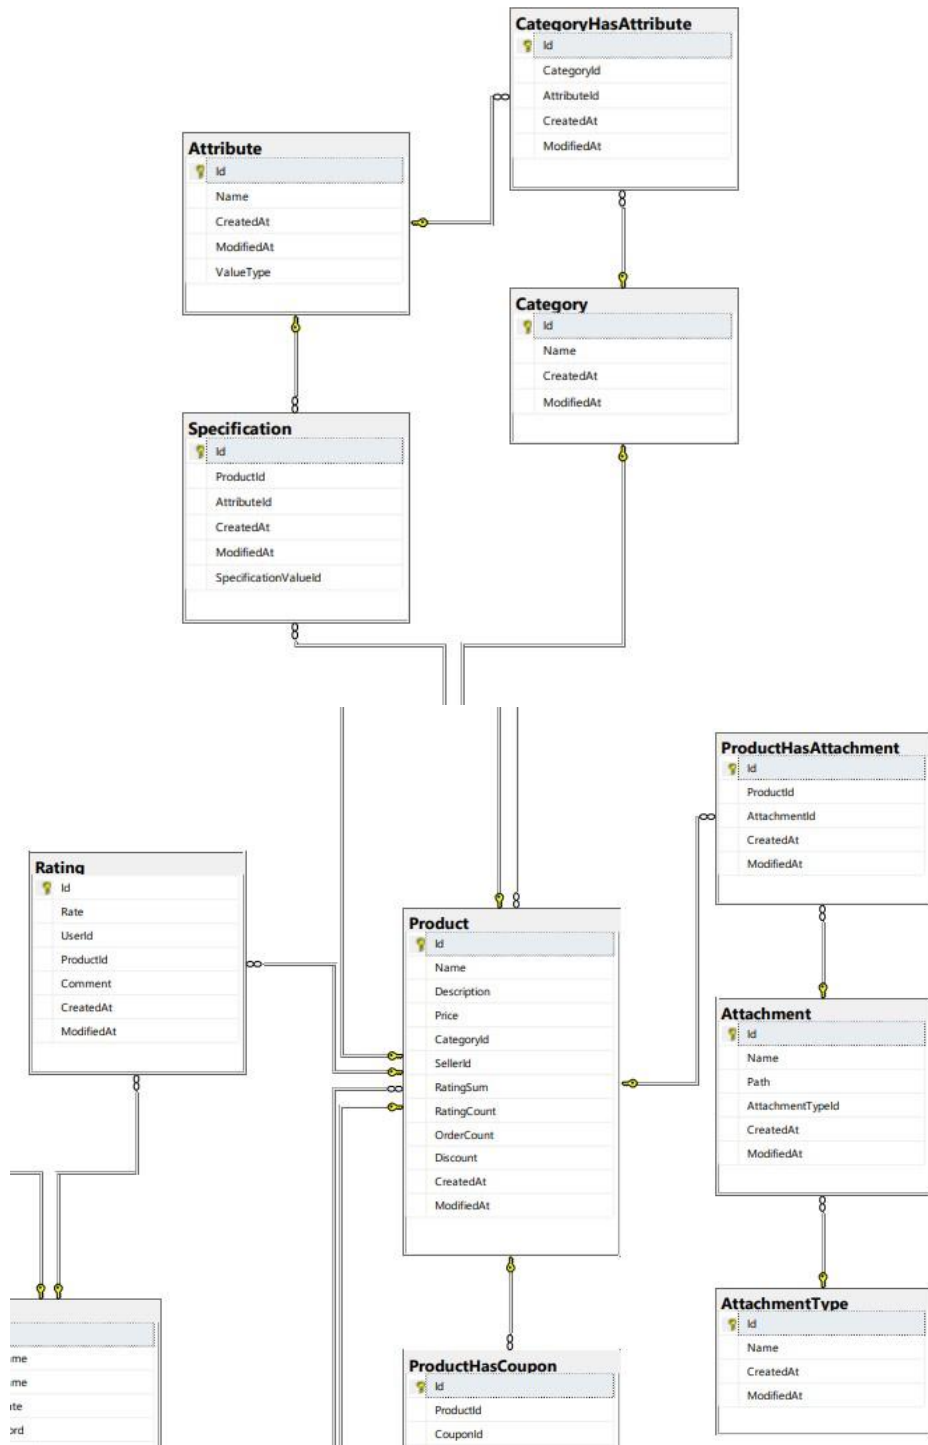 CategoryHasAttribute
Id
CategoryId
AttributeId
CreatedAt
ModifiedAt
Attribute
Id
Name
CreatedAt
ModifiedAt
ValueType
Category
Id
Name
CreatedAt
ModifiedAt
Specification
Id
ProductId
AttributeId
CreatedAt
ModifiedAt
SpecificationValueId
ProductHasAttachment
Id
ProductId
AttachmentId
CreatedAt
ModifiedAt
Rating
Id
Rate
UserId
ProductId
Comment
CreatedAt
ModifiedAt
Product
Id
Name
Description
Price
CategoryId
SellerId
RatingSum
RatingCount
OrderCount
Discount
CreatedAt
ModifiedAt
Attachment
Id
Name
Path
AttachmentTypeId
CreatedAt
ModifiedAt
AttachmentType
Id
Name
CreatedAt
ModifiedAt
ProductHasCoupon
Id
ProductId
CouponId